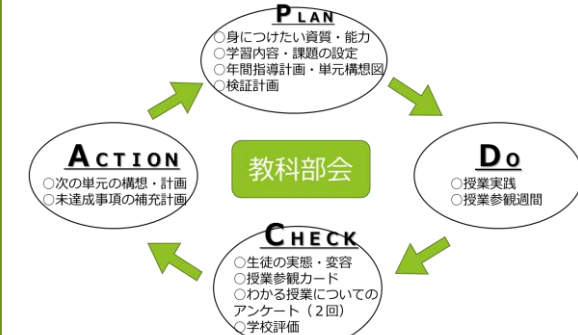 PLAN
○身につけたい資質・能力
○学習内容・課題の設定
○年間指導計画・単元構想図
○検証計画
ACTION
○次の単元の構想・計画
○未達成事項の補充計画
教科部会
DO
○授業実践
○授業参観週間
CHECK
○生徒の実態・変容
○授業参観カード
○わかる授業についての
アンケート（2回）
○学校評価